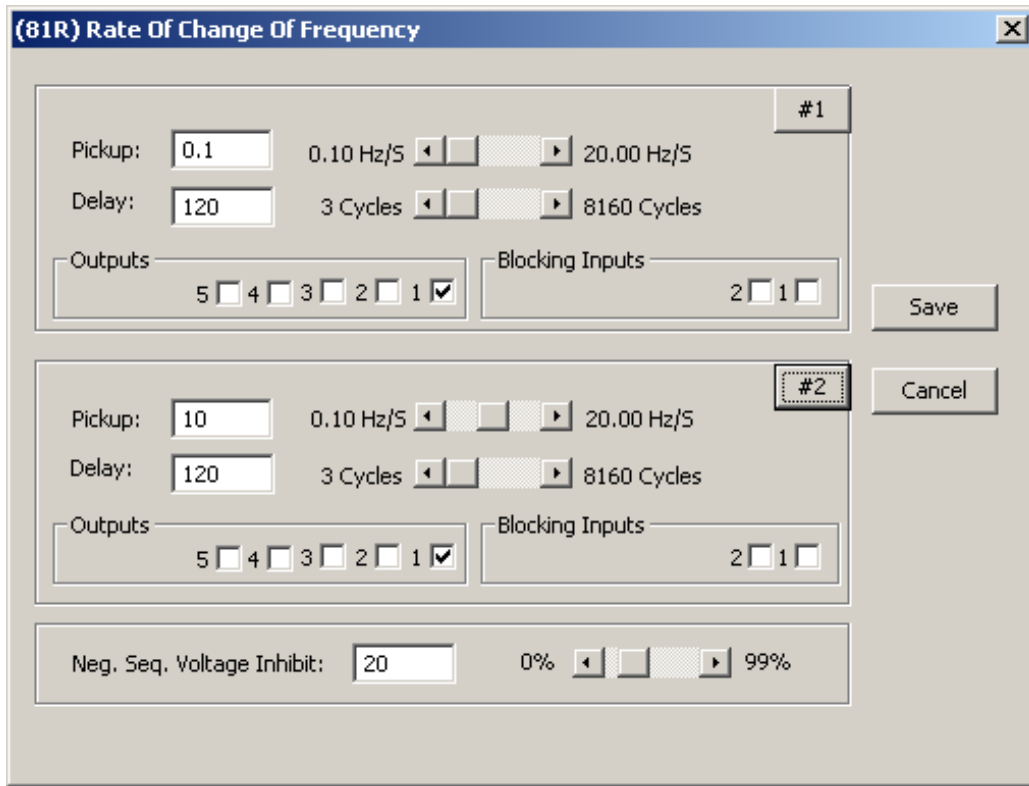 (81R) Rate Of Change Of Frequency
#1
Pickup: 0.1 0.10 Hz/S 20.00 Hz/S
Delay: 120 3 Cycles 8160 Cycles
Outputs
5 4 3 2 1
Blocking Inputs
2 1
Save
#2
Cancel
Pickup: 10 0.10 Hz/S 20.00 Hz/S
Delay: 120 3 Cycles 8160 Cycles
Outputs
5 4 3 2 1
Blocking Inputs
2 1
Neg. Seq. Voltage Inhibit: 20 0% 99%